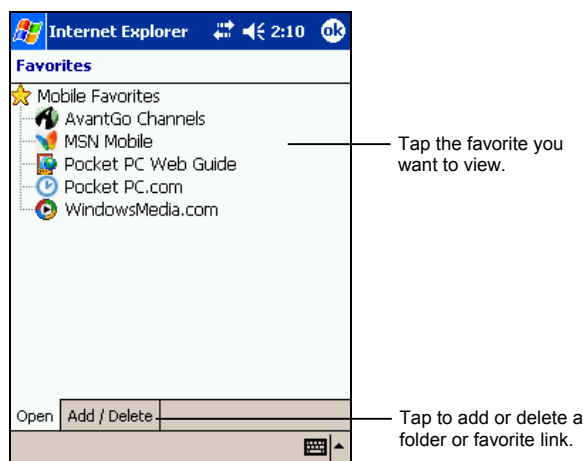 Internet Explorer 2:10 ok
Favorites
Mobile Favorites
AvantGo Channels
MSN Mobile
Pocket PC Web Guide
Pocket PC.com
WindowsMedia.com
Tap the favorite you
want to view.
Open Add / Delete
Tap to add or delete a
folder or favorite link.